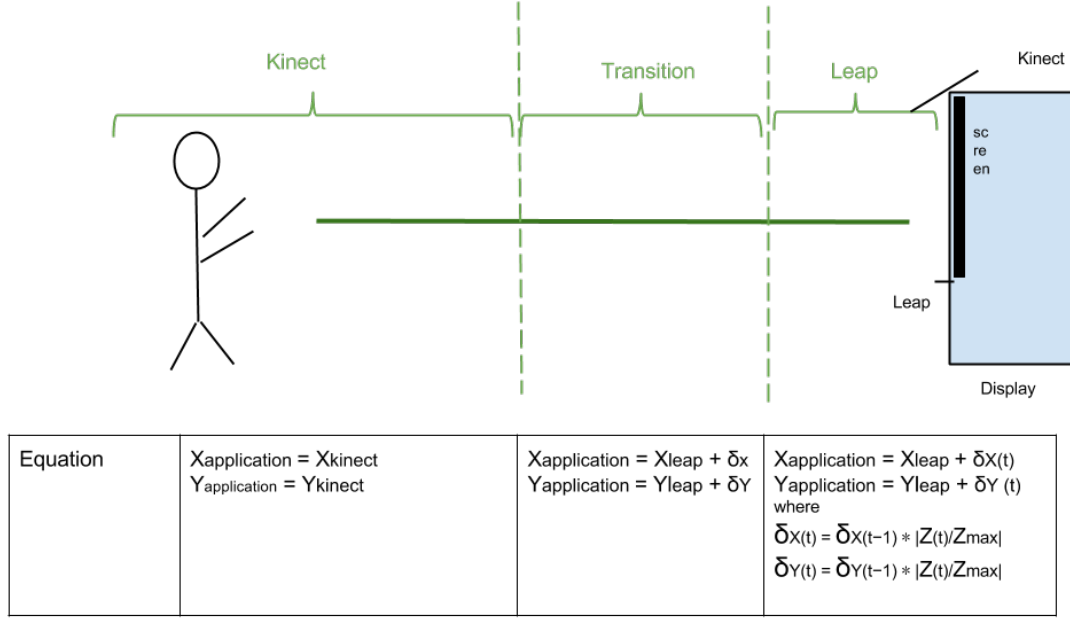 Kinect
Transition
Leap
Kinect
sc
re
en
Leap
Display
Equation
Xapplication = Xkinect
Yapplication = Ykinect
Xapplication = Xleap + δx
Yapplication = Yleap + δY
Xapplication = Xleap + δX(t)
Yapplication = Yleap + δY (t)
where
δX(t) = δX(t−1) * |Z(t)/Zmax|
δY(t) = δY(t−1) * |Z(t)/Zmax|